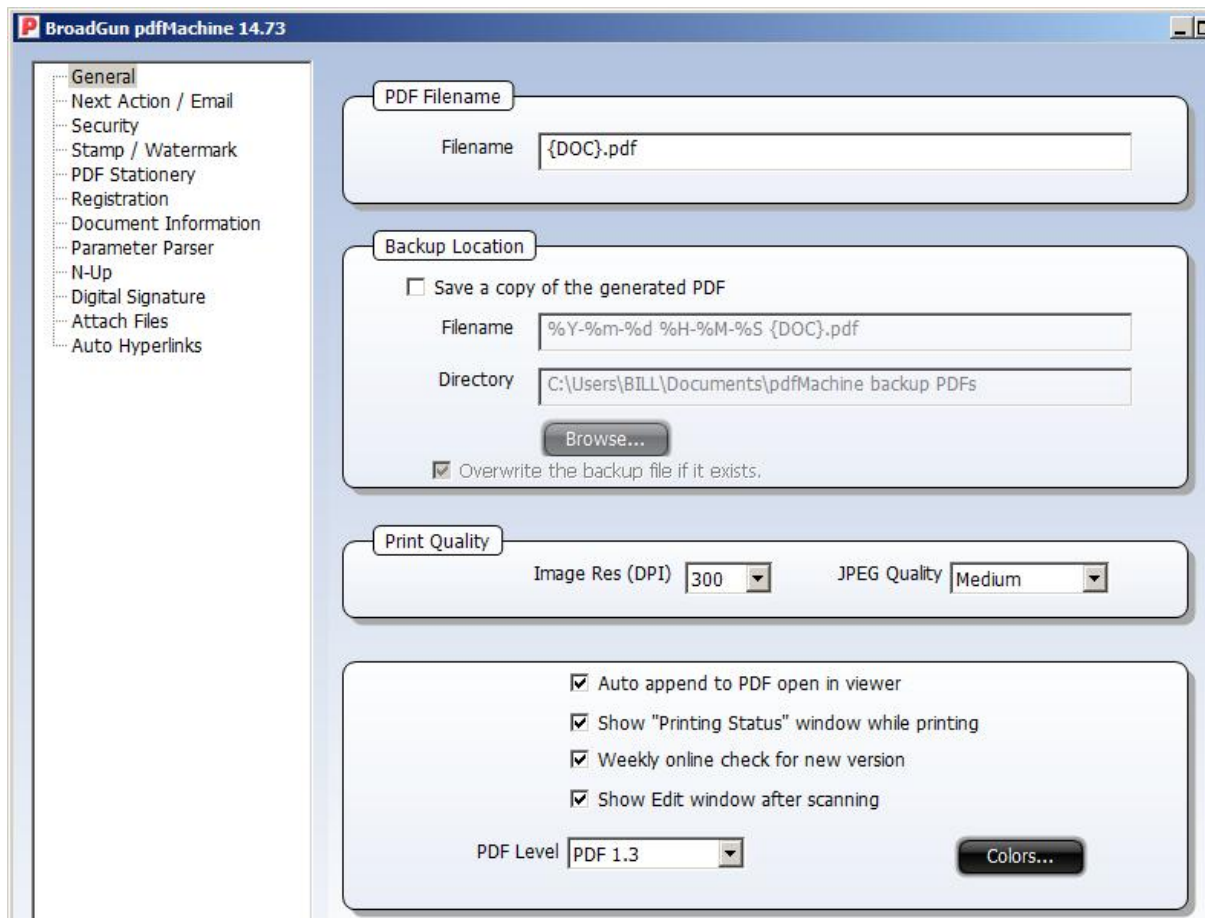 BroadGun pdfMachine 14.73
General
Next Action / Email
Security
Stamp / Watermark
PDF Stationery
Registration
Document Information
Parameter Parser
N-Up
Digital Signature
Attach Files
Auto Hyperlinks
PDF Filename
Filename {DOC}.pdf
Backup Location
Save a copy of the generated PDF
Filename %Y-%m-%d %H-%M-%S {DOC}.pdf
Directory C:\Users\BILL\Documents\pdfMachine backup PDFs
Browse...
Overwrite the backup file if it exists.
Print Quality
Image Res (DPI) 300 JPEG Quality Medium
Auto append to PDF open in viewer
Show "Printing Status" window while printing
Weekly online check for new version
Show Edit window after scanning
PDF Level PDF 1.3 Colors...